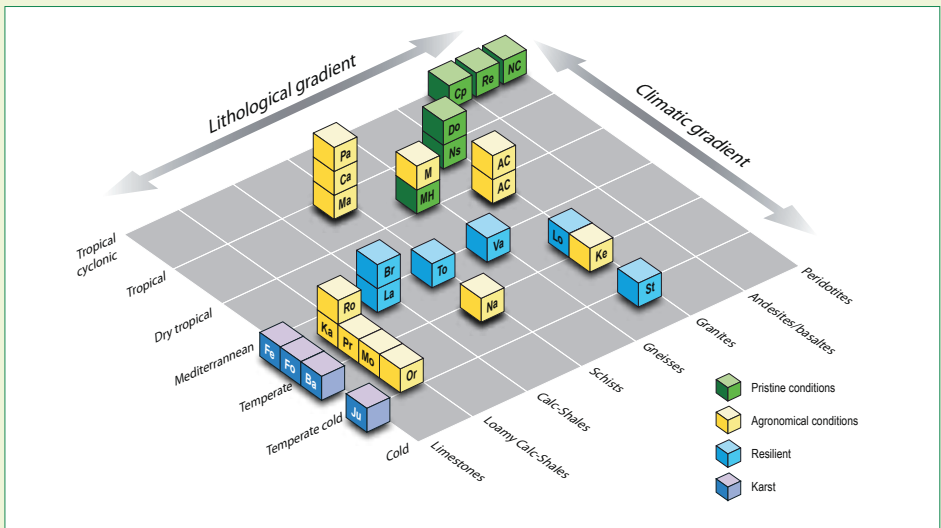 Lithological gradient
Climatic gradient
Cp
Re
NC
Do
Ns
Pa
Ca
Ma
M
MH
AC
AC
Va
Lo
Ke
Br
La
To
St
Na
Ro
Ka
Pr
Mo
Or
Fe
Fo
Ba
Ju
Tropical
cyclonic
Tropical
Dry tropical
Mediterranean
Temperate
Temperate cold
Cold
Limestones
Loamy Calc-Shales
Calc-Shales
Schists
Gneisses
Granites
Andesites/basaltes
Peridotites
Pristine conditions
Agronomical conditions
Resilient
Karst